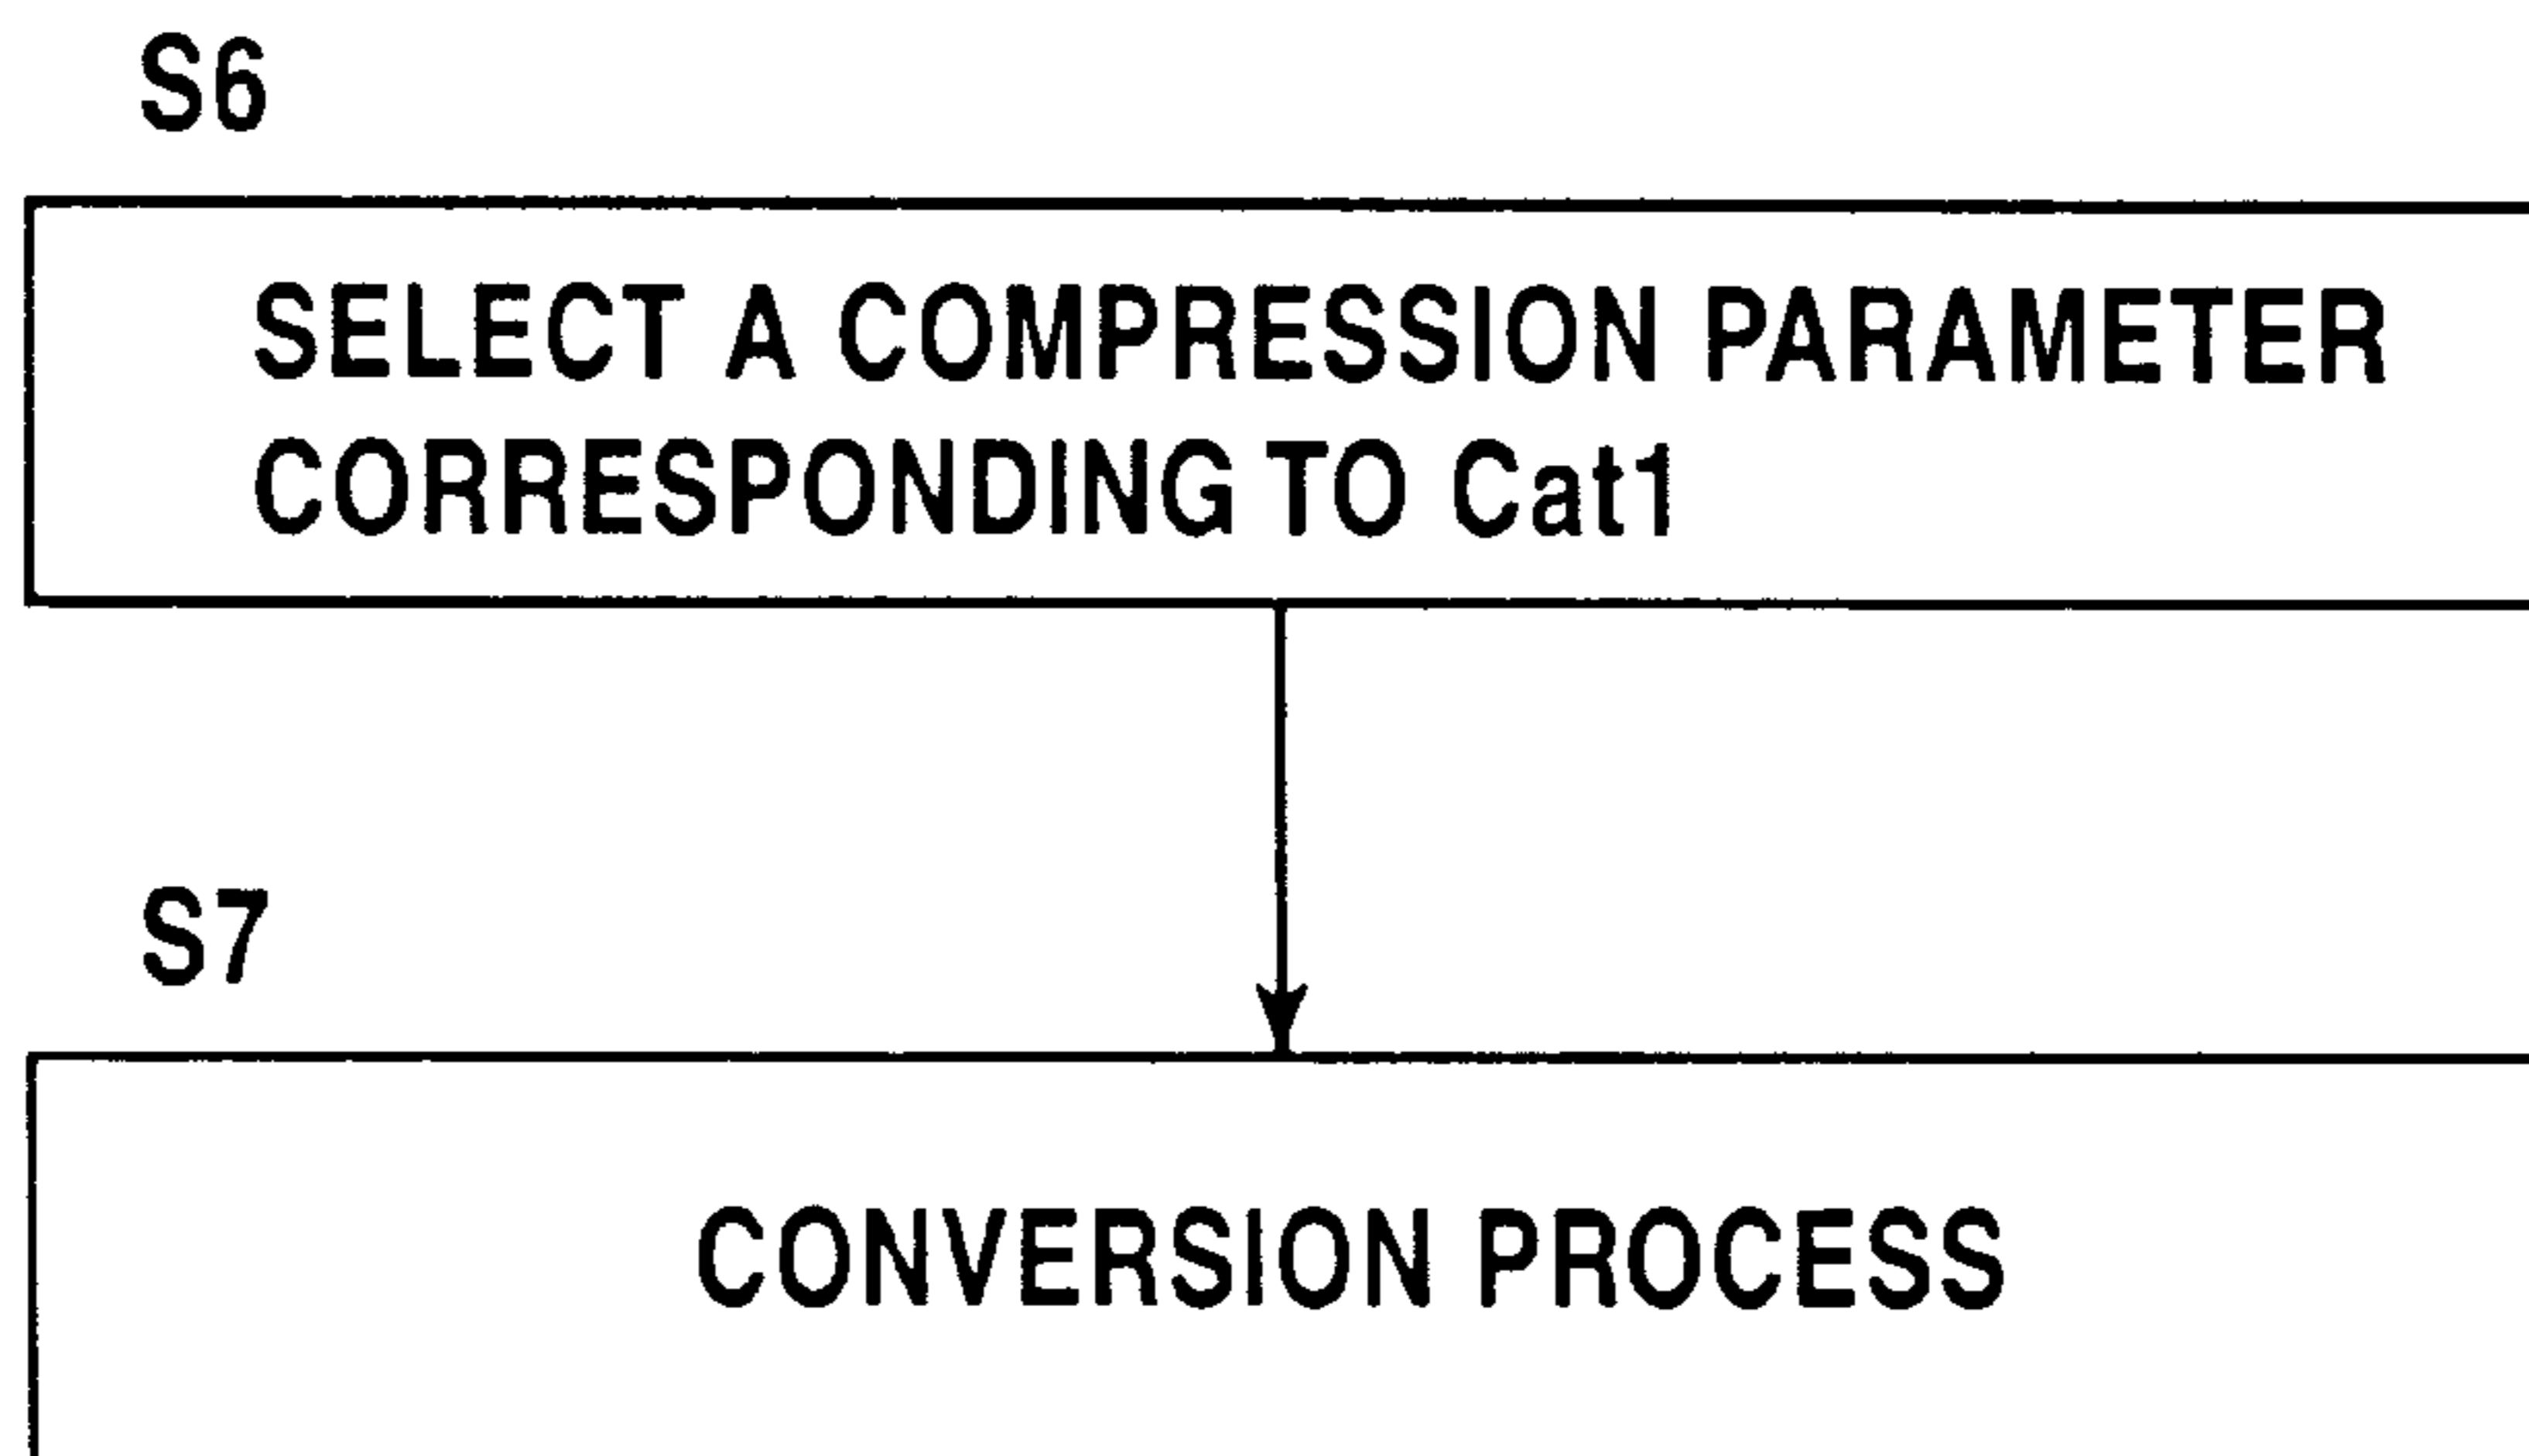 S6
SELECT A COMPRESSION PARAMETER
CORRESPONDING TO Cat1
S7
CONVERSION PROCESS